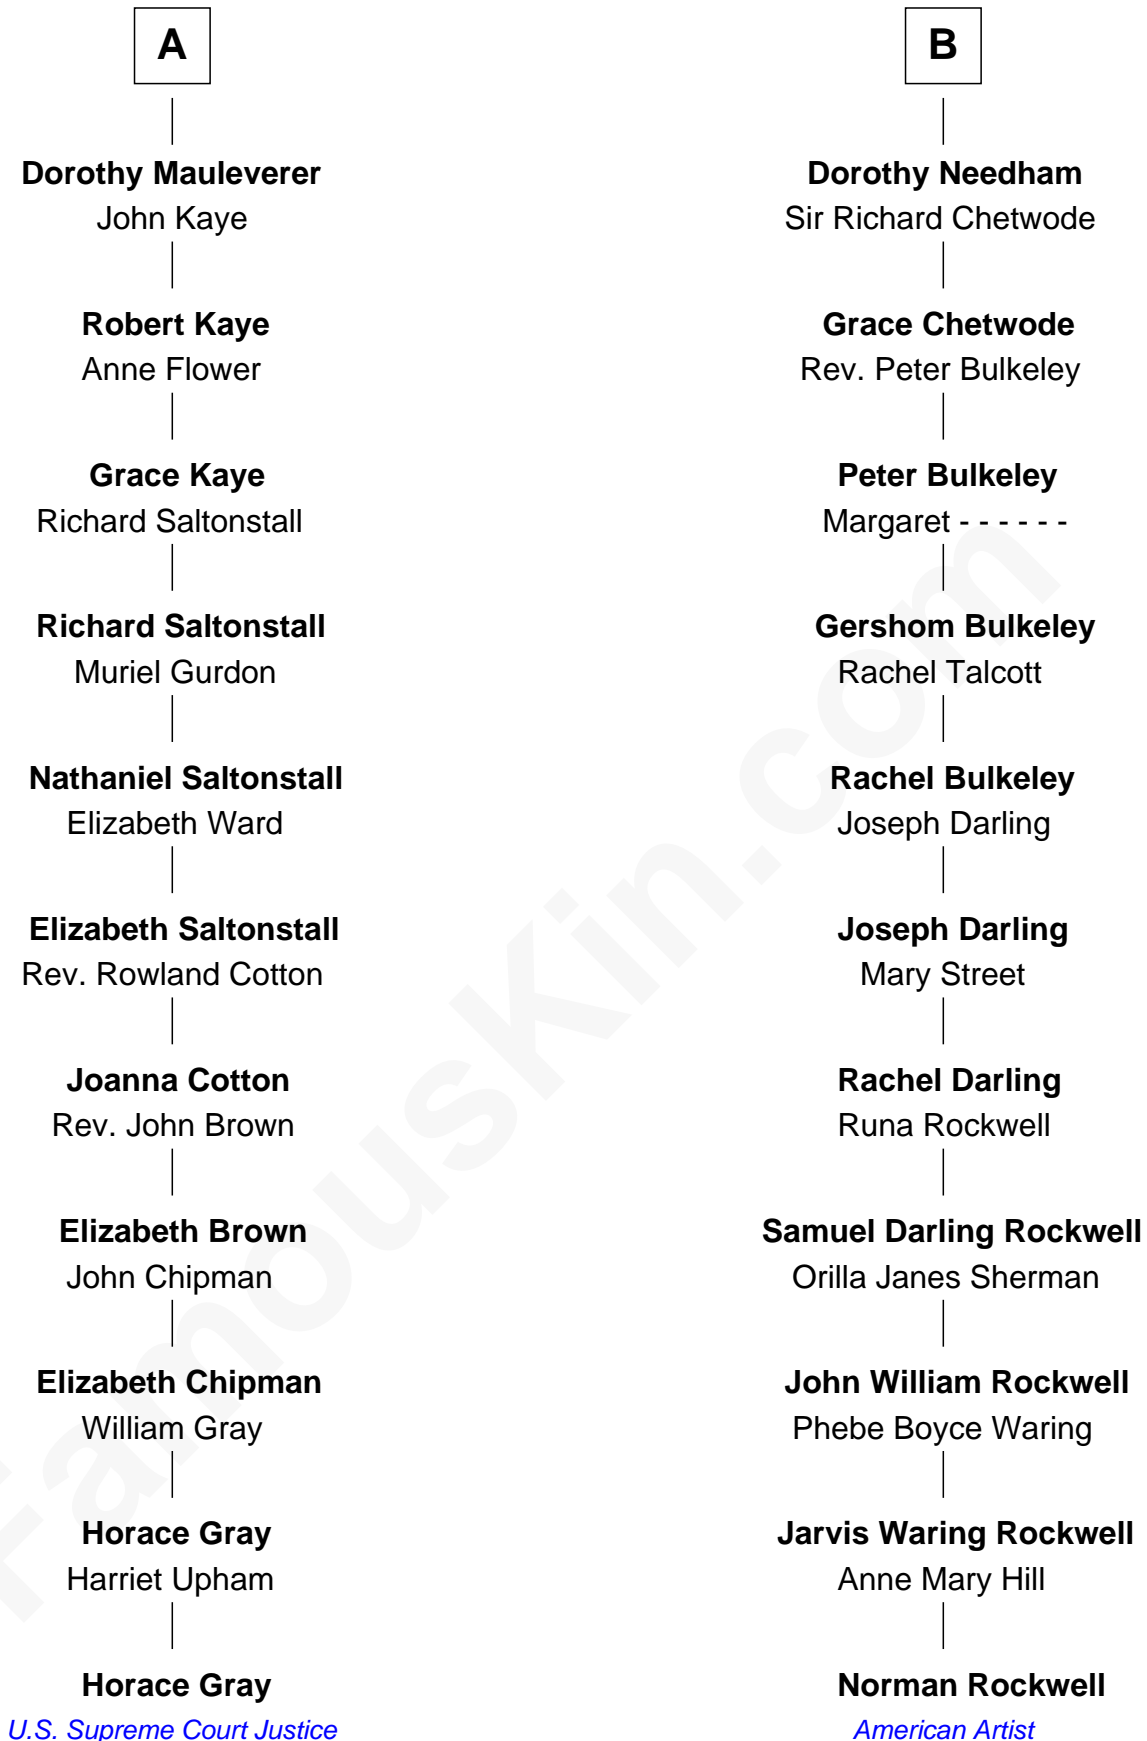 A
Dorothy Mauleverer
John Kaye
Robert Kaye
Anne Flower
Grace Kaye
Richard Saltonstall
Richard Saltonstall
Muriel Gurdon
Nathaniel Saltonstall
Elizabeth Ward
Elizabeth Saltonstall
Rev. Rowland Cotton
Joanna Cotton
Rev. John Brown
Elizabeth Brown
John Chipman
Elizabeth Chipman
William Gray
Horace Gray
Harriet Upham
Horace Gray
U.S. Supreme Court Justice
B
Dorothy Needham
Sir Richard Chetwode
Grace Chetwode
Rev. Peter Bulkeley
Peter Bulkeley
Margaret - - - - - -
Gershom Bulkeley
Rachel Talcott
Rachel Bulkeley
Joseph Darling
Joseph Darling
Mary Street
Rachel Darling
Runa Rockwell
Samuel Darling Rockwell
Orilla Janes Sherman
John William Rockwell
Phebe Boyce Waring
Jarvis Waring Rockwell
Anne Mary Hill
Norman Rockwell
American Artist
FamousKin.com